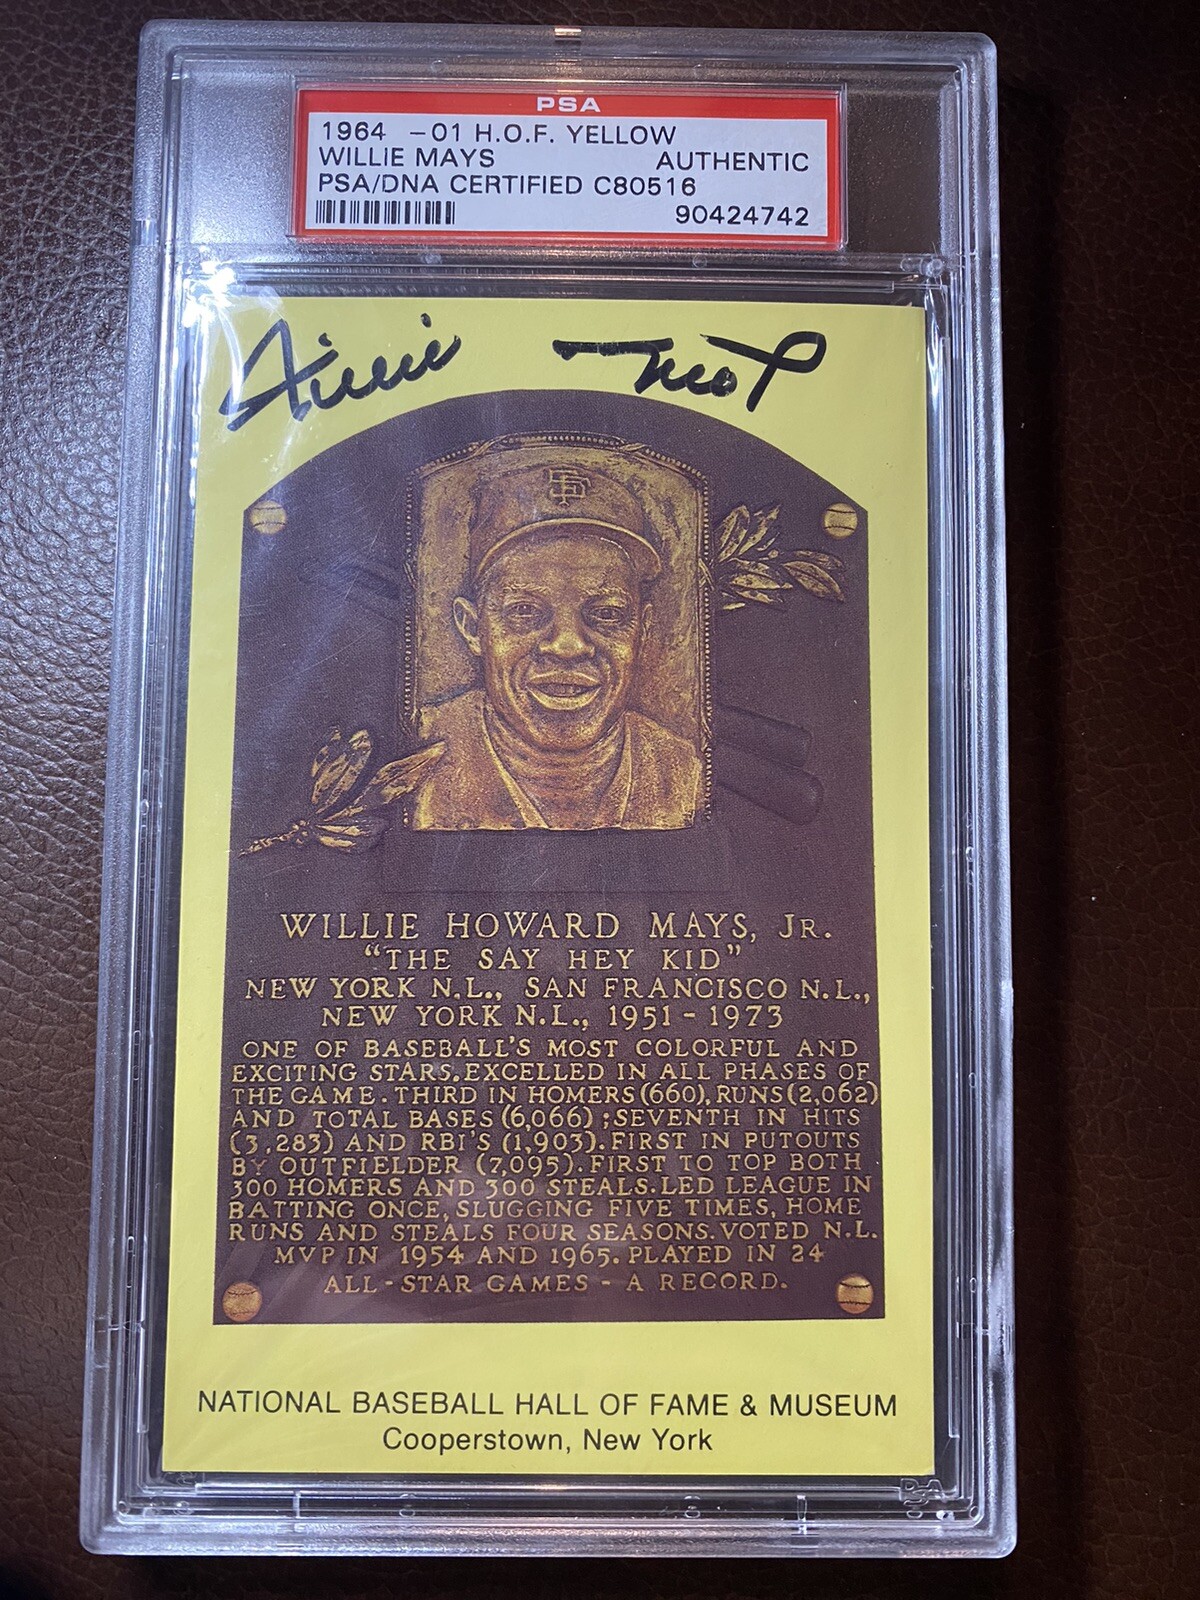 PSA
1964 -01 H.O.F. YELLOW
WILLIE MAYS AUTHENTIC
PSA/DNA CERTIFIED C80516
90424742
Willie Mays
SF
WILLIE HOWARD MAYS, JR.
“THE SAY HEY KID”
NEW YORK N.L., SAN FRANCISCO N.L.,
NEW YORK N.L., 1951 - 1973
ONE OF BASEBALL'S MOST COLORFUL AND
EXCITING STARS. EXCELLED IN ALL PHASES OF
THE GAME. THIRD IN HOMERS (660), RUNS (2,062)
AND TOTAL BASES (6,066); SEVENTH IN HITS
(3,283) AND RBI'S (1,903). FIRST IN PUTOUTS
BY OUTFIELDER (7,095). FIRST TO TOP BOTH
300 HOMERS AND 300 STEALS. LED LEAGUE IN
BATTING ONCE, SLUGGING FIVE TIMES, HOME
RUNS AND STEALS FOUR SEASONS. VOTED N.L.
MVP IN 1954 AND 1965. PLAYED IN 24
ALL-STAR GAMES - A RECORD.
NATIONAL BASEBALL HALL OF FAME & MUSEUM
Cooperstown, New York